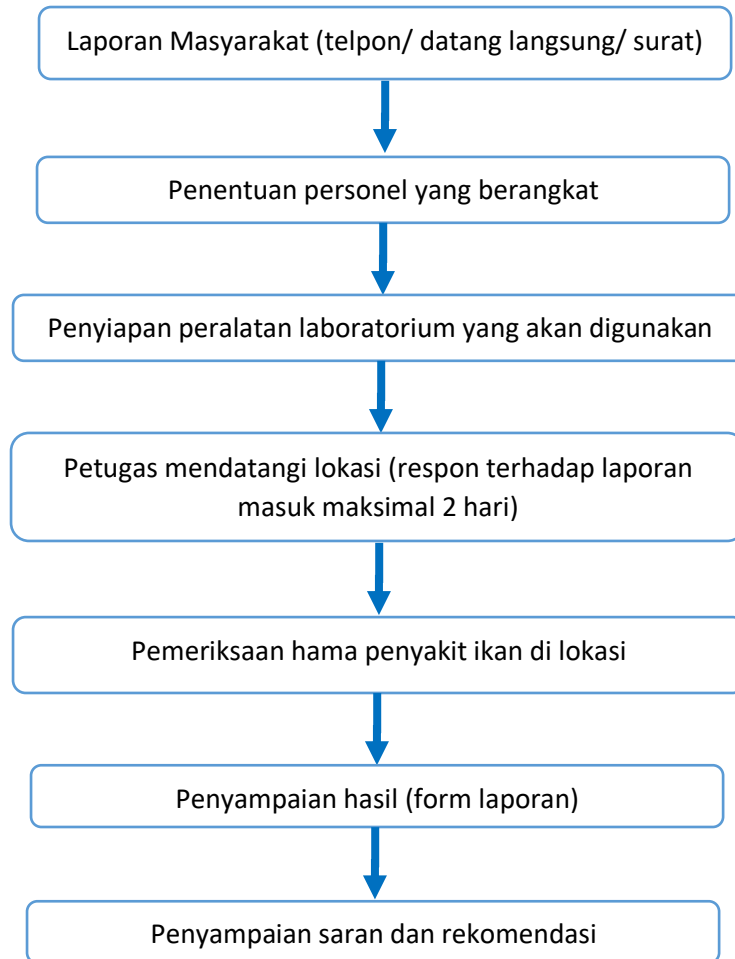 Laporan Masyarakat (telpon/ datang langsung/ surat)
Penentuan personel yang berangkat
Penyiapan peralatan laboratorium yang akan digunakan
Petugas mendatangi lokasi (respon terhadap laporan
masuk maksimal 2 hari)
Pemeriksaan hama penyakit ikan di lokasi
Penyampaian hasil (form laporan)
Penyampaian saran dan rekomendasi